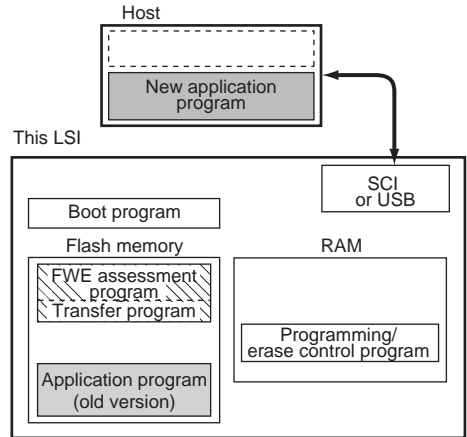 Host
New application
program
This LSI
SCI
or USB
Boot program
Flash memory
RAM
FWE assessment
program
Transfer program
Programming/
erase control program
Application program
(old version)